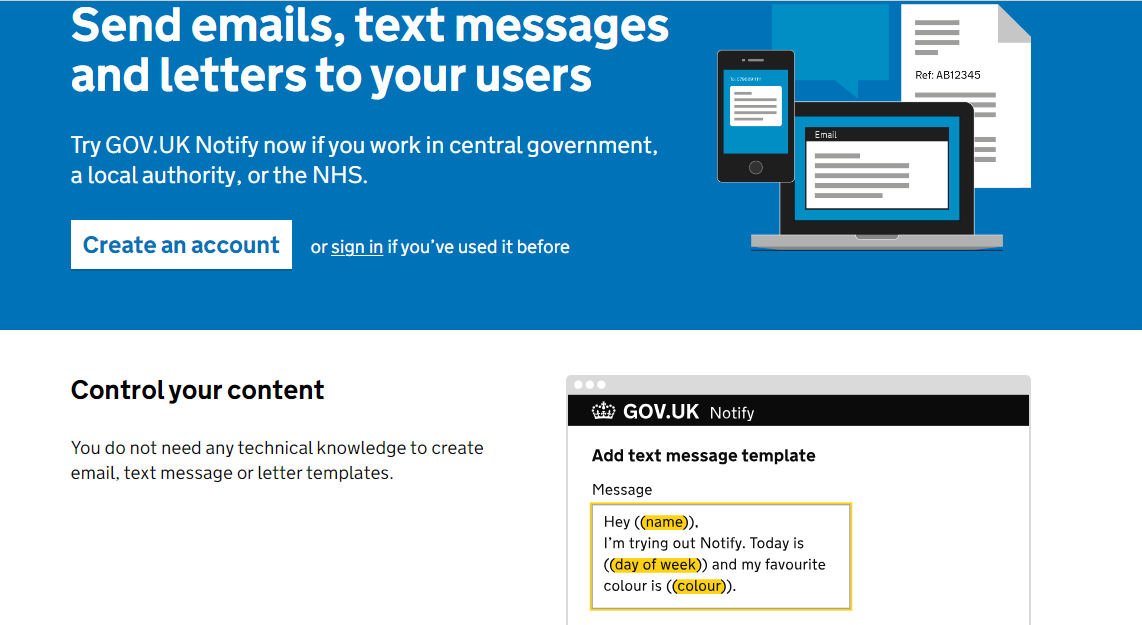 Send emails, text messages
and letters to your users
Try GOV.UK Notify now if you work in central government,
a local authority, or the NHS.
Create an account or sign in if you’ve used it before
Ref: AB12345
Email
Control your content
You do not need any technical knowledge to create
email, text message or letter templates.
GOV.UK Notify
Add text message template
Message
Hey ((name)),
I’m trying out Notify. Today is
((day of week)) and my favourite
colour is ((colour)).